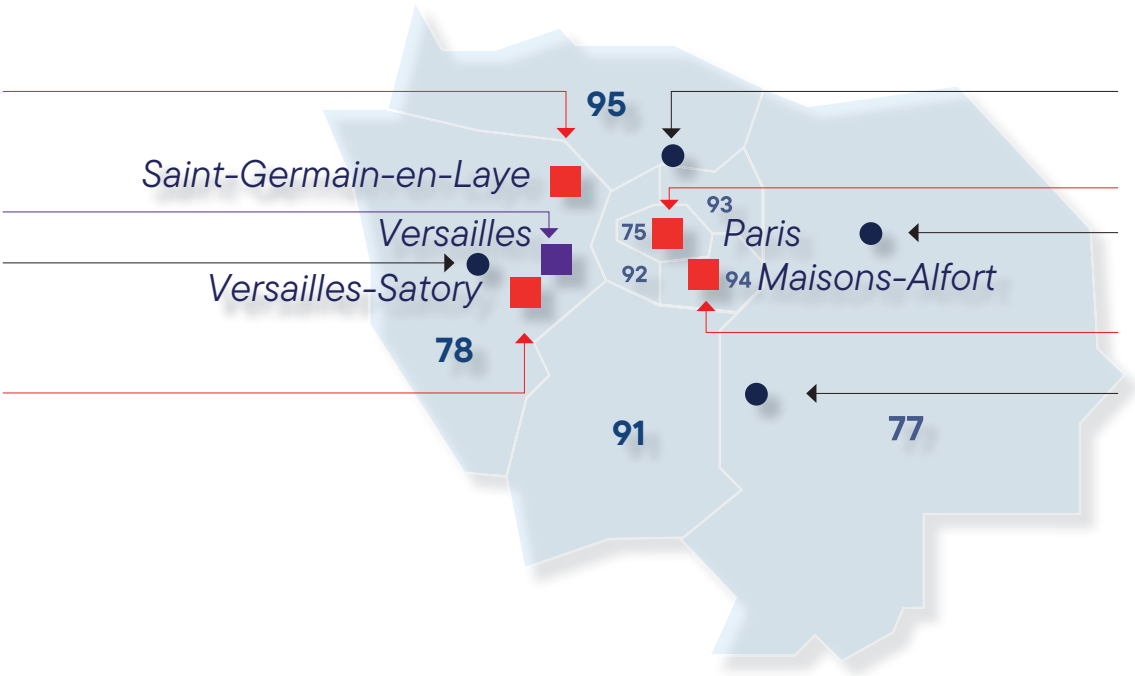 95
Saint-Germain-en-Laye
93
75
Versailles
Paris
92
94
Maisons-Alfort
Versailles-Satory
78
91
77